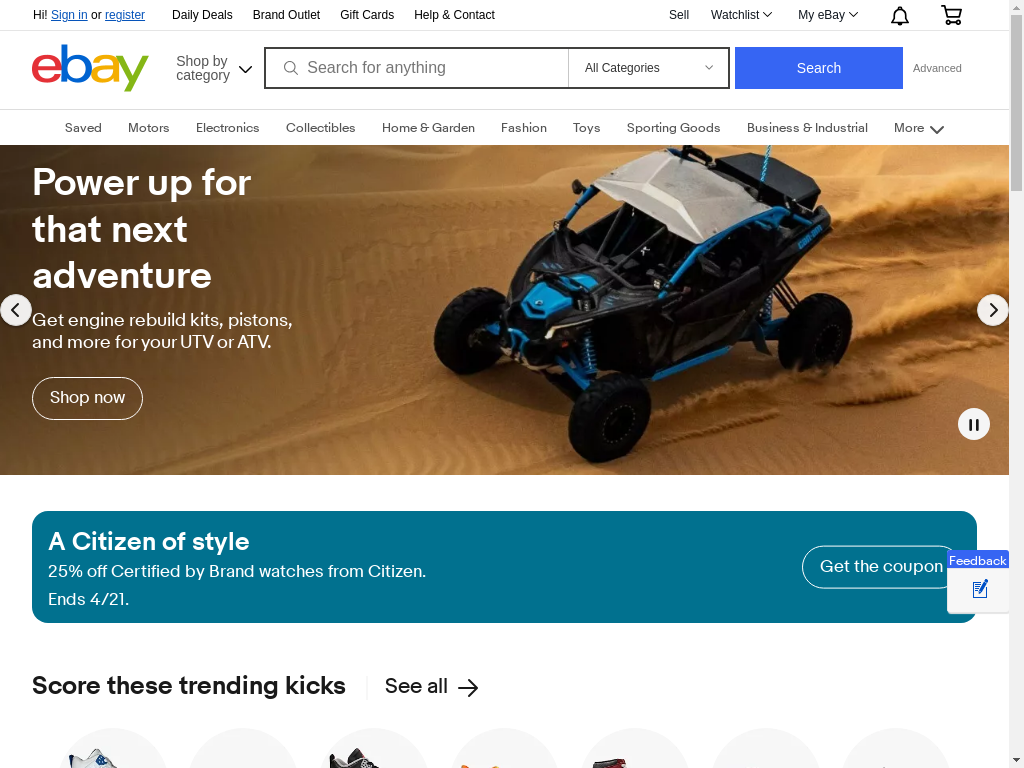 Hi! Sign in or register
Daily Deals
Brand Outlet
Gift Cards
Help & Contact
Sell
Watchlist
My eBay
ebay
Shop by
category
Search for anything
All Categories
Search
Advanced
Saved
Motors
Electronics
Collectibles
Home & Garden
Fashion
Toys
Sporting Goods
Business & Industrial
More
Power up for
that next
adventure
Get engine rebuild kits, pistons,
and more for your UTV or ATV.
Shop now
can-am
A Citizen of style
25% off Certified by Brand watches from Citizen.
Ends 4/21.
Get the coupon
Feedback
Score these trending kicks
See all